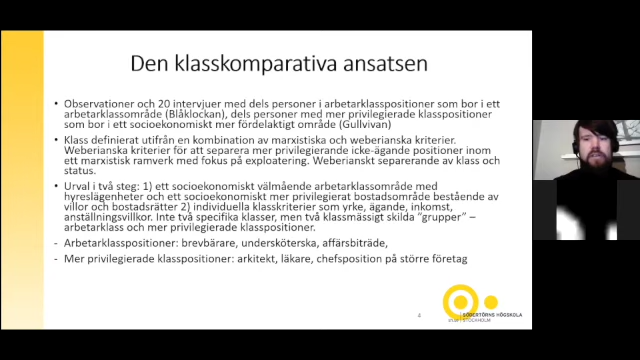 Den klasskomparativa ansatsen
• Observationer och 20 intervjuer med dels personer i arbetarklasspositioner som bor i ett
arbetarklassområde (Blåklockan), dels personer med mer privilegierade klasspositioner
som bor i ett socioekonomiskt mer fördelaktigt område (Gullvivan)
• Klass definierat utifrån en kombination av marxistiska och weberianska kriterier.
Weberianska kriterier för att separera mer privilegierande icke-ägande positioner inom
ett marxistisk ramverk med fokus på exploatering. Weberianskt separerande av klass och
status.
• Urval i två steg: 1) ett socioekonomiskt välmående arbetarklassområde med
hyreslägenheter och ett socioekonomiskt mer privilegierat bostadsområde bestående av
villor och bostadsrätter 2) individuella klasskriterier som yrke, ägande, inkomst,
anställningsvillkor. Inte två specifika klasser, men två klassmässigt skilda ”grupper” –
arbetarklass och mer privilegierade klasspositioner.
- Arbetarklasspositioner: brevbärare, undersköterska, affärsbiträde,
- Mer privilegierade klasspositioner: arkitekt, läkare, chefsposition på större företag
4
SÖDERTÖRNS HÖGSKOLA
STOCKHOLM